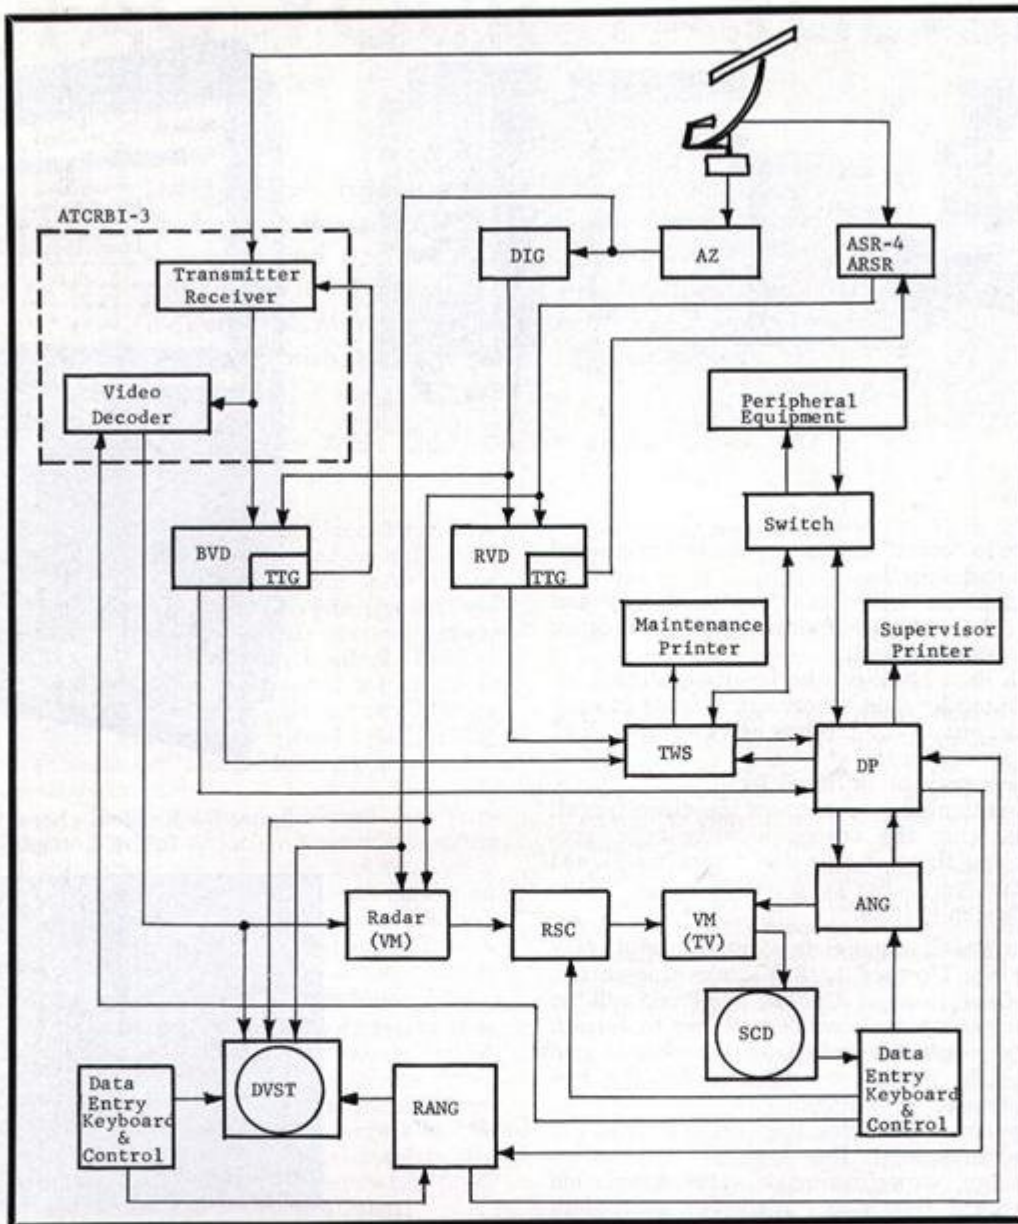 ATCRBI-3
Transmitter
Receiver
DIG
AZ
ASR-4
ARSR
Video
Decoder
Peripheral
Equipment
BVD
TTG
RVD
TTG
Switch
Maintenance
Printer
Supervisor
Printer
TWS
DP
Radar
(VM)
RSC
VM
(TV)
ANG
SCD
Data
Entry
Keyboard
&
Control
DVST
RANG
Data
Entry
Keyboard
&
Control